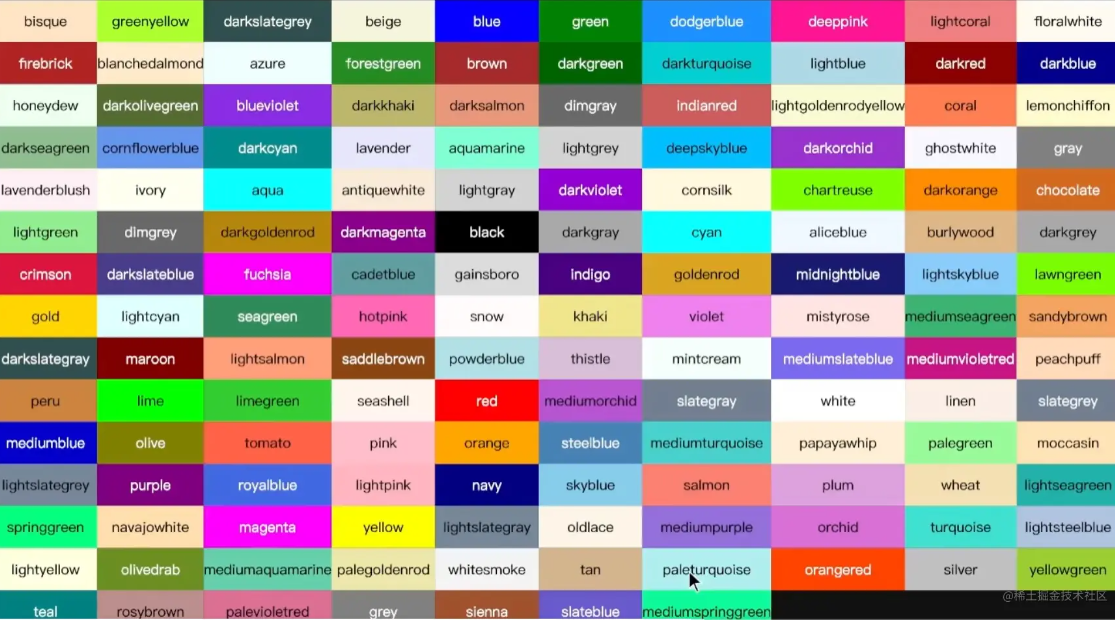 bisque greenyellow darkslategrey beige blue green dodgerblue deeppink lightcoral floralwhite
firebrick blanchedalmond azure forestgreen brown darkgreen darkturquoise lightblue darkred darkblue
honeydew darkolivegreen blueviolet darkkhaki darksalmon dimgray indianred lightgoldenrodyellow coral lemonchiffon
darkseagreen cornflowerblue darkcyan lavender aquamarine lightgrey deepskyblue darkorchid ghostwhite gray
lavenderblush ivory aqua antiquewhite lightgray darkviolet cornsilk chartreuse darkorange chocolate
lightgreen dimgrey darkgoldenrod darkmagenta black darkgray cyan aliceblue burlywood darkgrey
crimson darkslateblue fuchsia cadetblue gainsboro indigo goldenrod midnightblue lightskyblue lawngreen
gold lightcyan seagreen hotpink snow khaki violet mistyrose mediumseagreen sandybrown
darkslategray maroon lightsalmon saddlebrown powderblue thistle mintcream mediumslateblue mediumvioletred peachpuff
peru lime limegreen seashell red mediumorchid slategray white linen slategrey
mediumblue olive tomato pink orange steelblue mediumturquoise papayawhip palegreen moccasin
lightslategrey purple royalblue lightpink navy skyblue salmon plum wheat lightseagreen
springgreen navajowhite magenta yellow lightslategray oldlace mediumpurple orchid turquoise lightsteelblue
lightyellow olivedrab mediumaquamarine palegoldenrod whitesmoke tan paleturquoise orangered silver yellowgreen
teal rosybrown palevioletred grey sienna slateblue mediumspringgreen
@稀土掘金技术社区